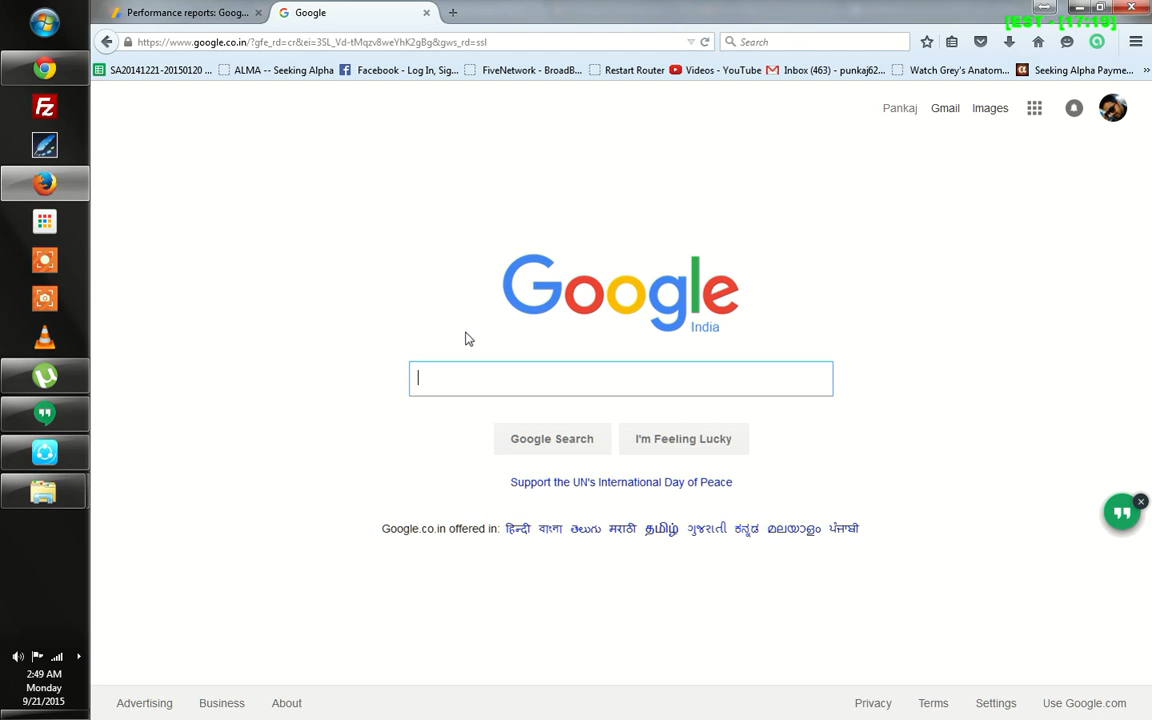 Performance reports: Goog...
Google
[EST - [17:19]
https://www.google.co.in/?gfe_rd=cr&ei=3SL_Vd-tMqzv8weYhK2gBg&gws_rd=ssl
Search
SA20141221-20150120 ...
ALMA -- Seeking Alpha
Facebook - Log In, Sig...
FiveNetwork - BroadB...
Restart Router
Videos - YouTube
Inbox (463) - punkaj62...
Watch Grey's Anatom...
Seeking Alpha Payme...
Pankaj Gmail Images
Google
India
Google Search
I'm Feeling Lucky
Support the UN's International Day of Peace
Google.co.in offered in: हिन्दी বাংলা తెలుగు मराठी தமிழ் ગુજરાતી ಕನ್ನಡ മലയാളം ਪੰਜਾਬੀ
2:49 AM
Monday
9/21/2015
Advertising Business About
Privacy Terms Settings Use Google.com